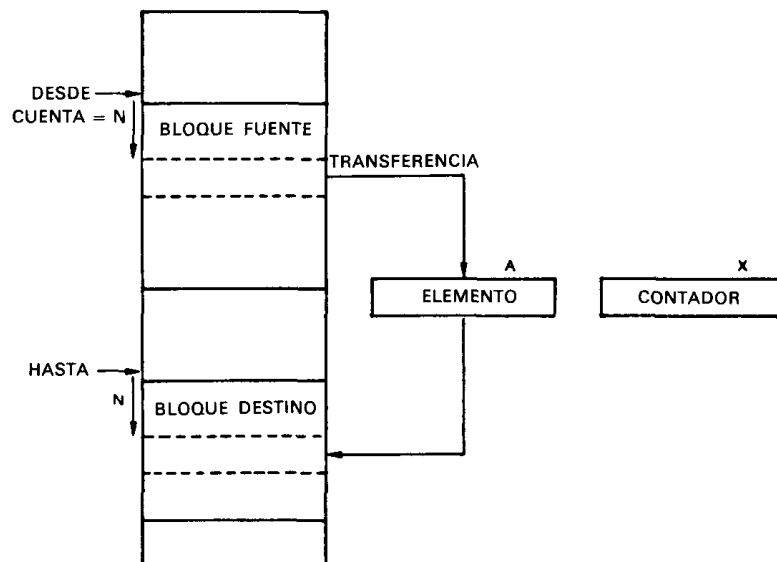 DESDE
CUENTA = N
BLOQUE FUENTE
TRANSFERENCIA
A
X
ELEMENTO
CONTADOR
HASTA
N
BLOQUE DESTINO